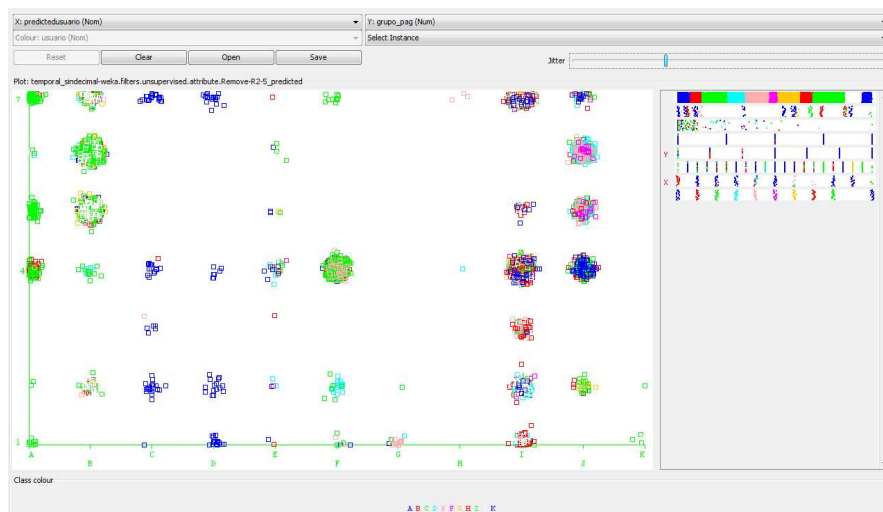 X: predictedusuario (Nom)
Y: grupo_pag (Num)
Colour: usuario (Nom)
Select Instance
Reset Clear Open Save
Jitter
Plot: temporal_sindecimal-weka.filters.unsupervised.attribute.Remove-R2-5_predicted
7
4
1
A B C D E F G H I J K
Y
X
Class colour
A B C D E F G H I K